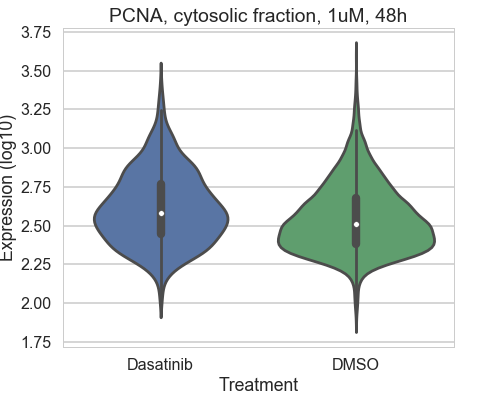 PCNA, cytosolic fraction, 1uM, 48h
3.75
3.50
3.25
3.00
2.75
2.50
2.25
2.00
1.75
Expression (log10)
Dasatinib
DMSO
Treatment